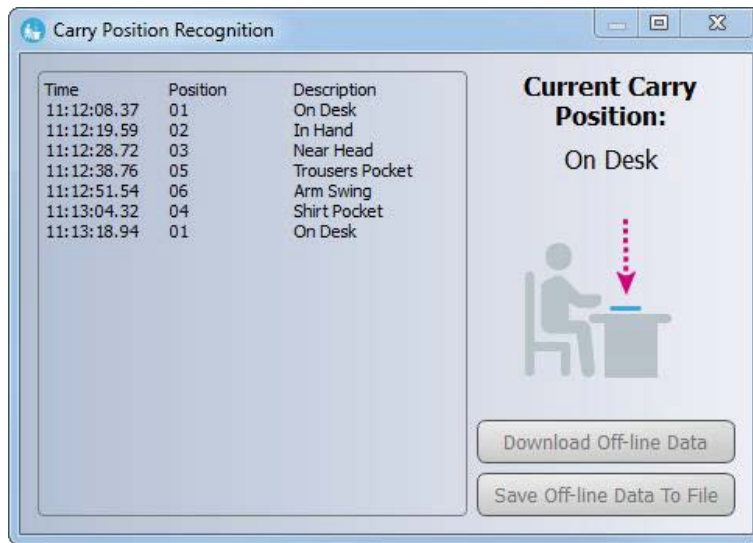 Carry Position Recognition
Time Position Description
11:12:08.37 01 On Desk
11:12:19.59 02 In Hand
11:12:28.72 03 Near Head
11:12:38.76 05 Trousers Pocket
11:12:51.54 06 Arm Swing
11:13:04.32 04 Shirt Pocket
11:13:18.94 01 On Desk
Current Carry
Position:
On Desk
Download Off-line Data
Save Off-line Data To File